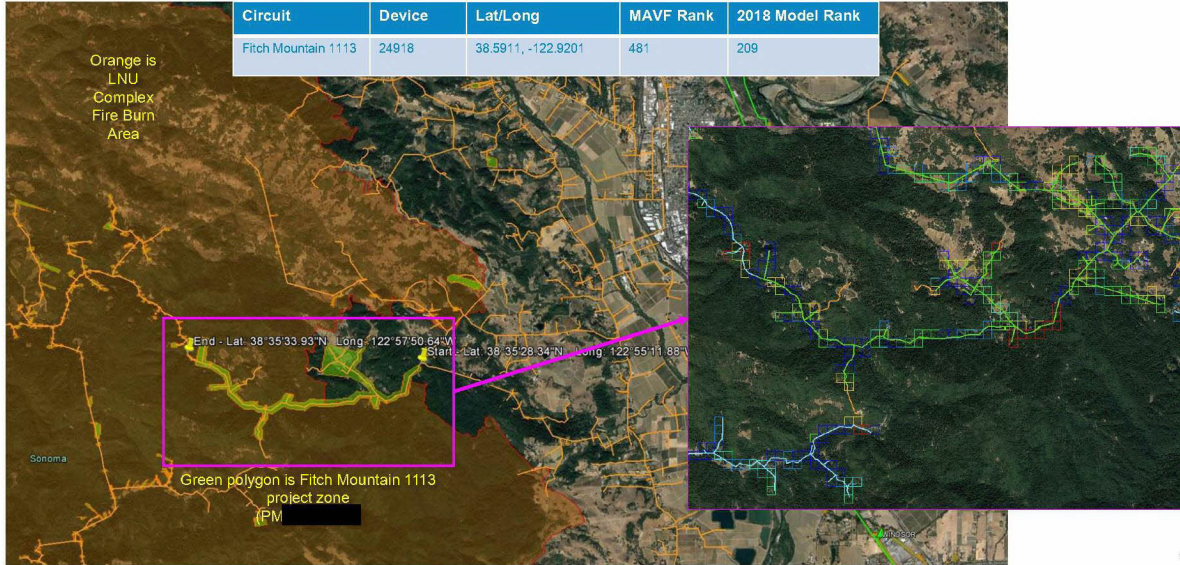 Circuit Device Lat/Long MAVF Rank 2018 Model Rank
Fitch Mountain 1113 24918 38.5911, -122.9201 481 209
Orange is
LNU
Complex
Fire Burn
Area
End - Lat: 38°35'33.93"N Long: 122°57'50.64"W
Start - Lat: 38°35'28.34"N Long: 122°55'11.88"W
Sonoma
Green polygon is Fitch Mountain 1113
project zone
(PM
WINDSOR